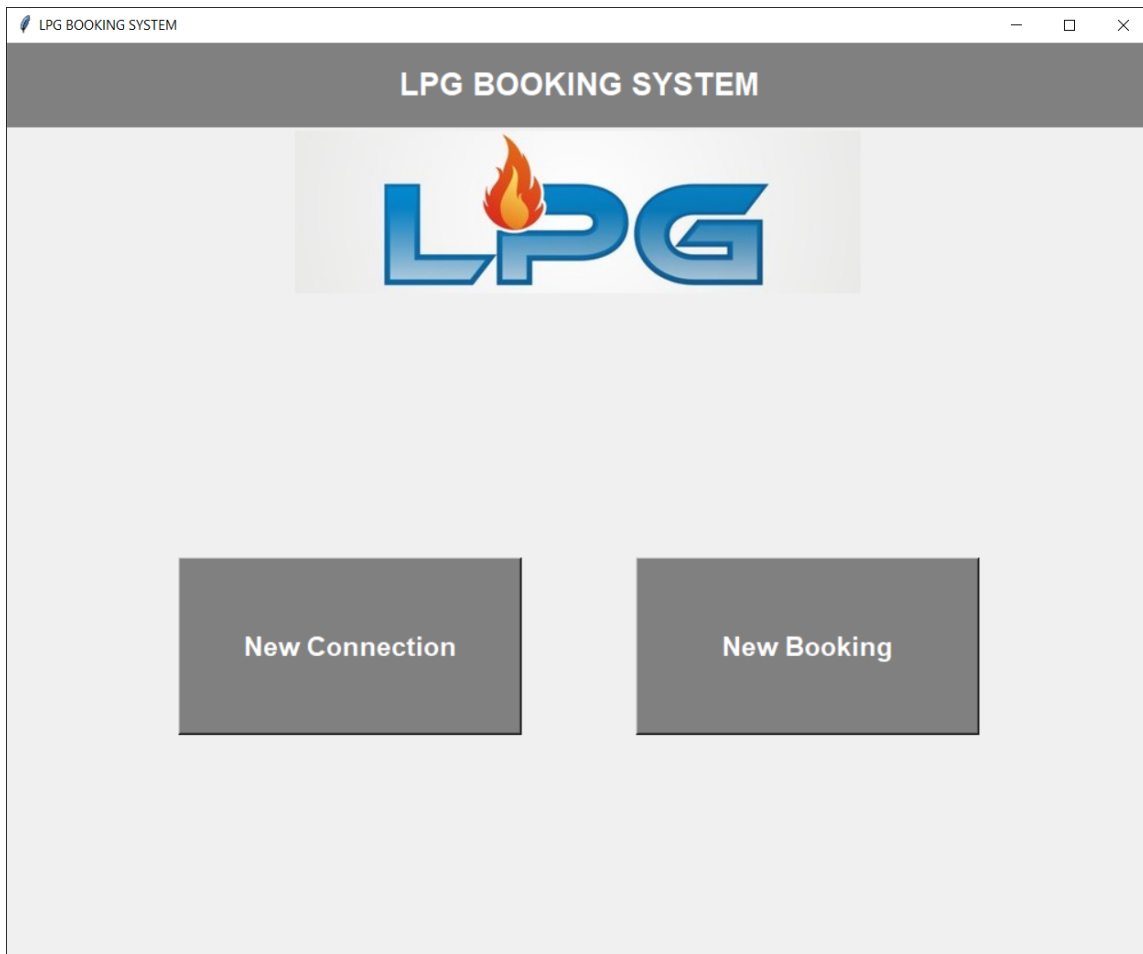 LPG BOOKING SYSTEM
LPG BOOKING SYSTEM
LPG
New Connection
New Booking